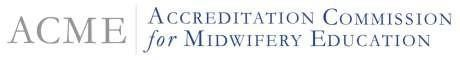 ACME
ACCREDITATION COMMISSION
for MIDWIFERY EDUCATION